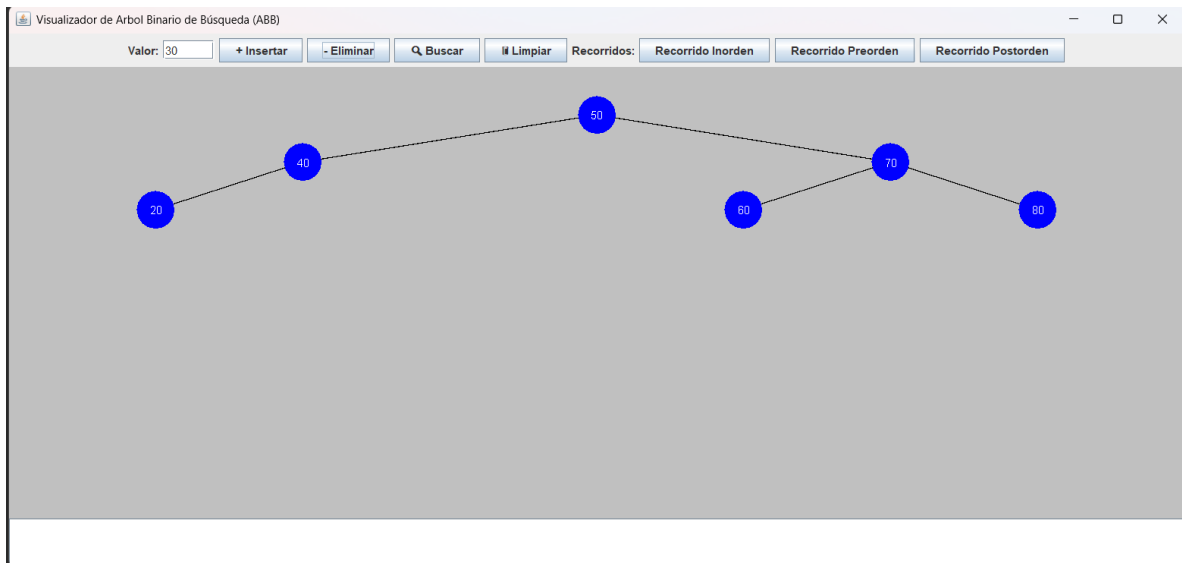 Visualizador de Arbol Binario de Búsqueda (ABB)
Valor: 30 + Insertar - Eliminar Buscar Limpiar Recorridos: Recorrido Inorden Recorrido Preorden Recorrido Postorden
50
40 70
20 60 80